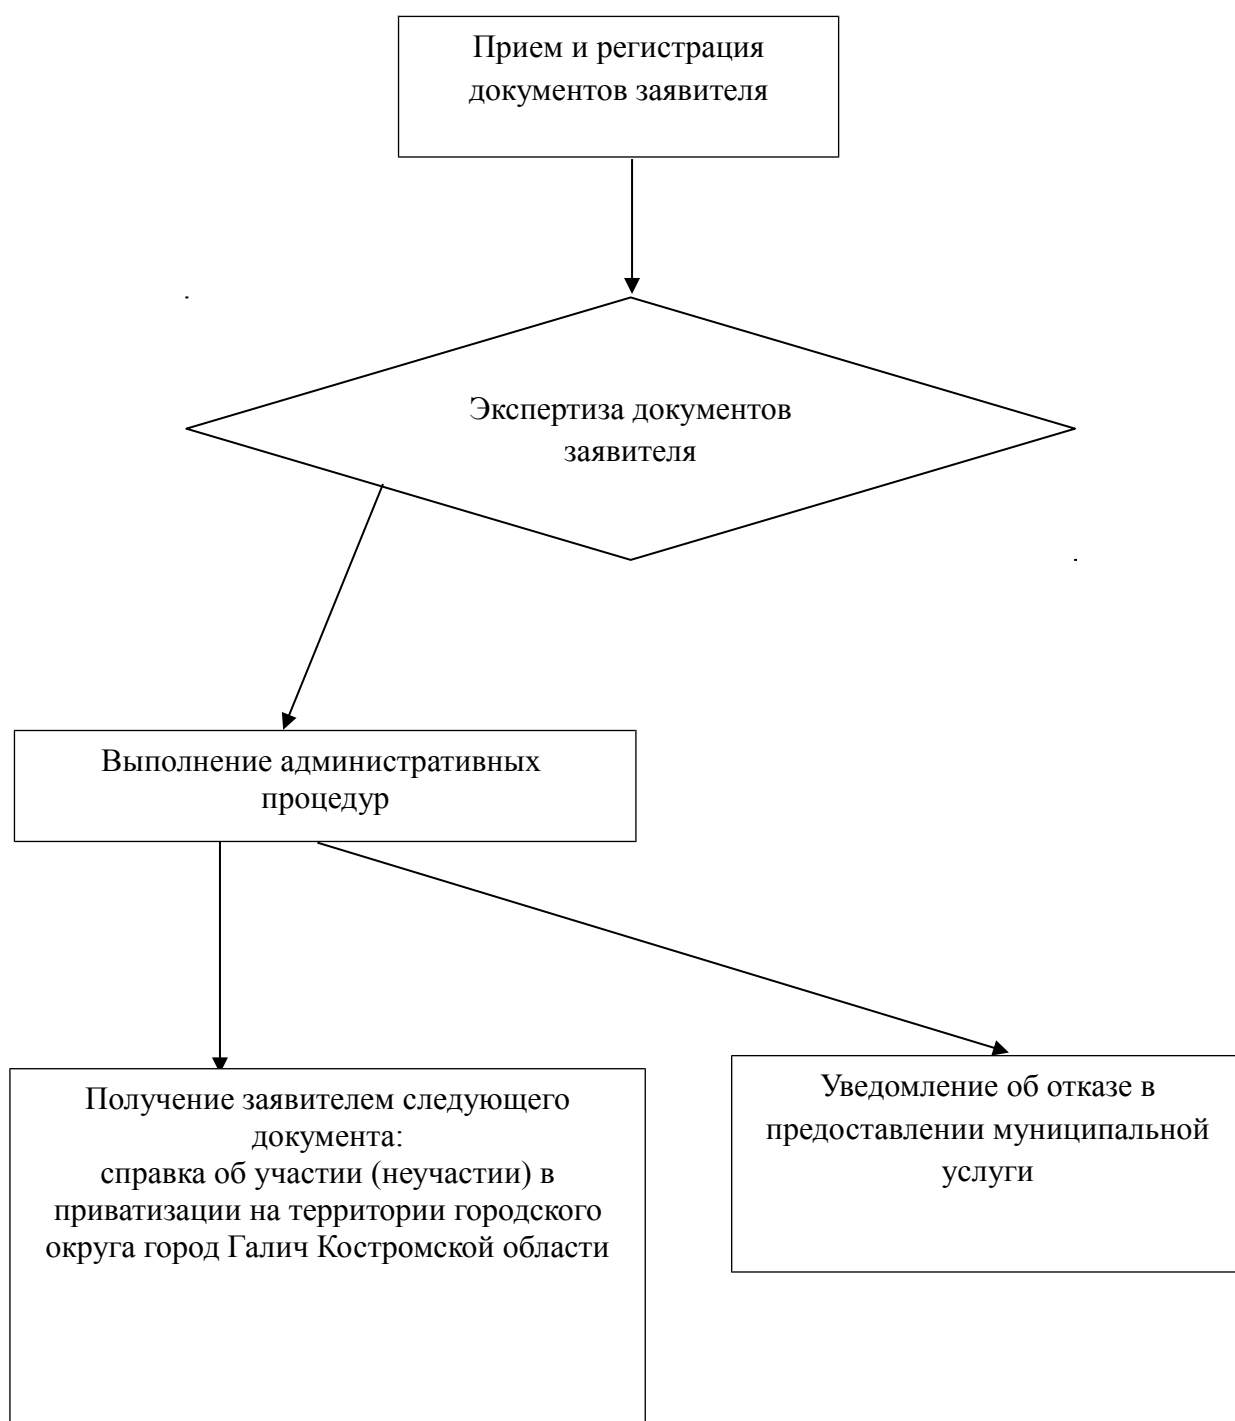 Прием и регистрация
документов заявителя
Экспертиза документов
заявителя
Выполнение административных
процедур
Получение заявителем следующего
документа:
справка об участии (неучастии) в
приватизации на территории городского
округа город Галич Костромской области
Уведомление об отказе в
предоставлении муниципальной
услуги